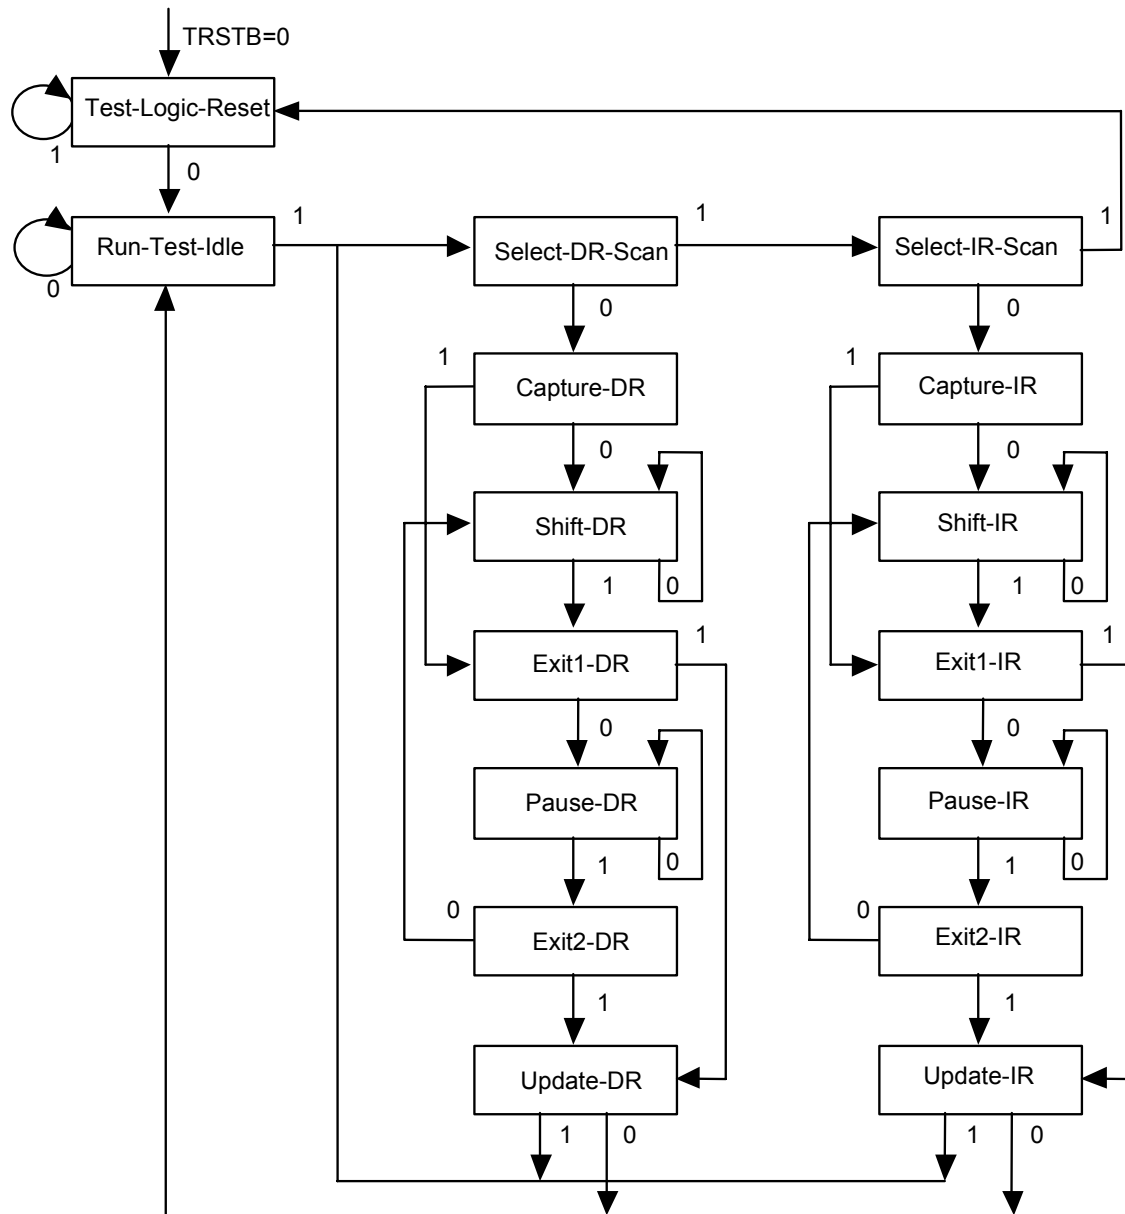 TRSTB=0
Test-Logic-Reset
1
0
Run-Test-Idle
1
0
Select-DR-Scan
1
Select-IR-Scan
1
0
0
1
Capture-DR
1
Capture-IR
0
0
Shift-DR
Shift-IR
1
0
1
0
Exit1-DR
1
Exit1-IR
1
0
0
Pause-DR
Pause-IR
1
0
1
0
0
Exit2-DR
0
Exit2-IR
1
1
Update-DR
Update-IR
1
0
1
0